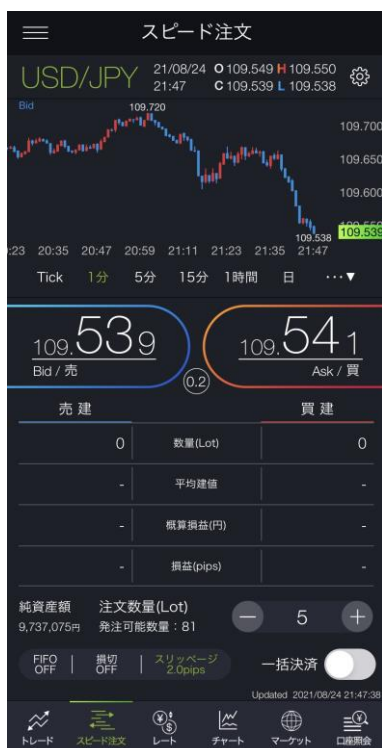 スピード注文
USD/JPY 21/08/24 O 109.549 H 109.550
21:47 C 109.539 L 109.538
Bid
109.720
109.700
109.650
109.600
109.539
109.538
:23 20:35 20:47 20:59 21:11 21:23 21:35 21:47
Tick 1分 5分 15分 1時間 日 ···▼
109.539 109.541
Bid / 売 Ask / 買
0.2
売建 買建
0 数量(Lot) 0
- 平均建値 -
- 概算損益(円) -
- 損益(pips) -
純資産額 注文数量(Lot) − 5 +
9,737,075円 発注可能数量:81
FIFO OFF | 損切 OFF | スリッページ 2.0pips 一括決済
Updated 2021/08/24 21:47:38
トレード スピード注文 レート チャート マーケット 口座照会